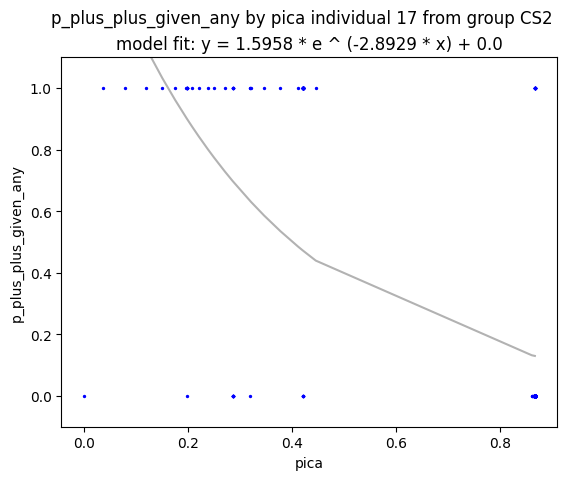 p_plus_plus_given_any by pica individual 17 from group CS2
model fit: y = 1.5958 * e ^ (-2.8929 * x) + 0.0
1.0
0.8
0.6
0.4
0.2
0.0
p_plus_plus_given_any
0.0 0.2 0.4 0.6 0.8
pica